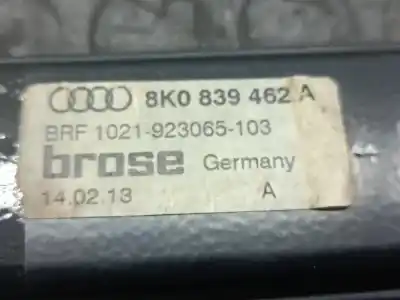 8K0 839 462 A
BRF 1021-923065-103
brose Germany
14.02.13 A